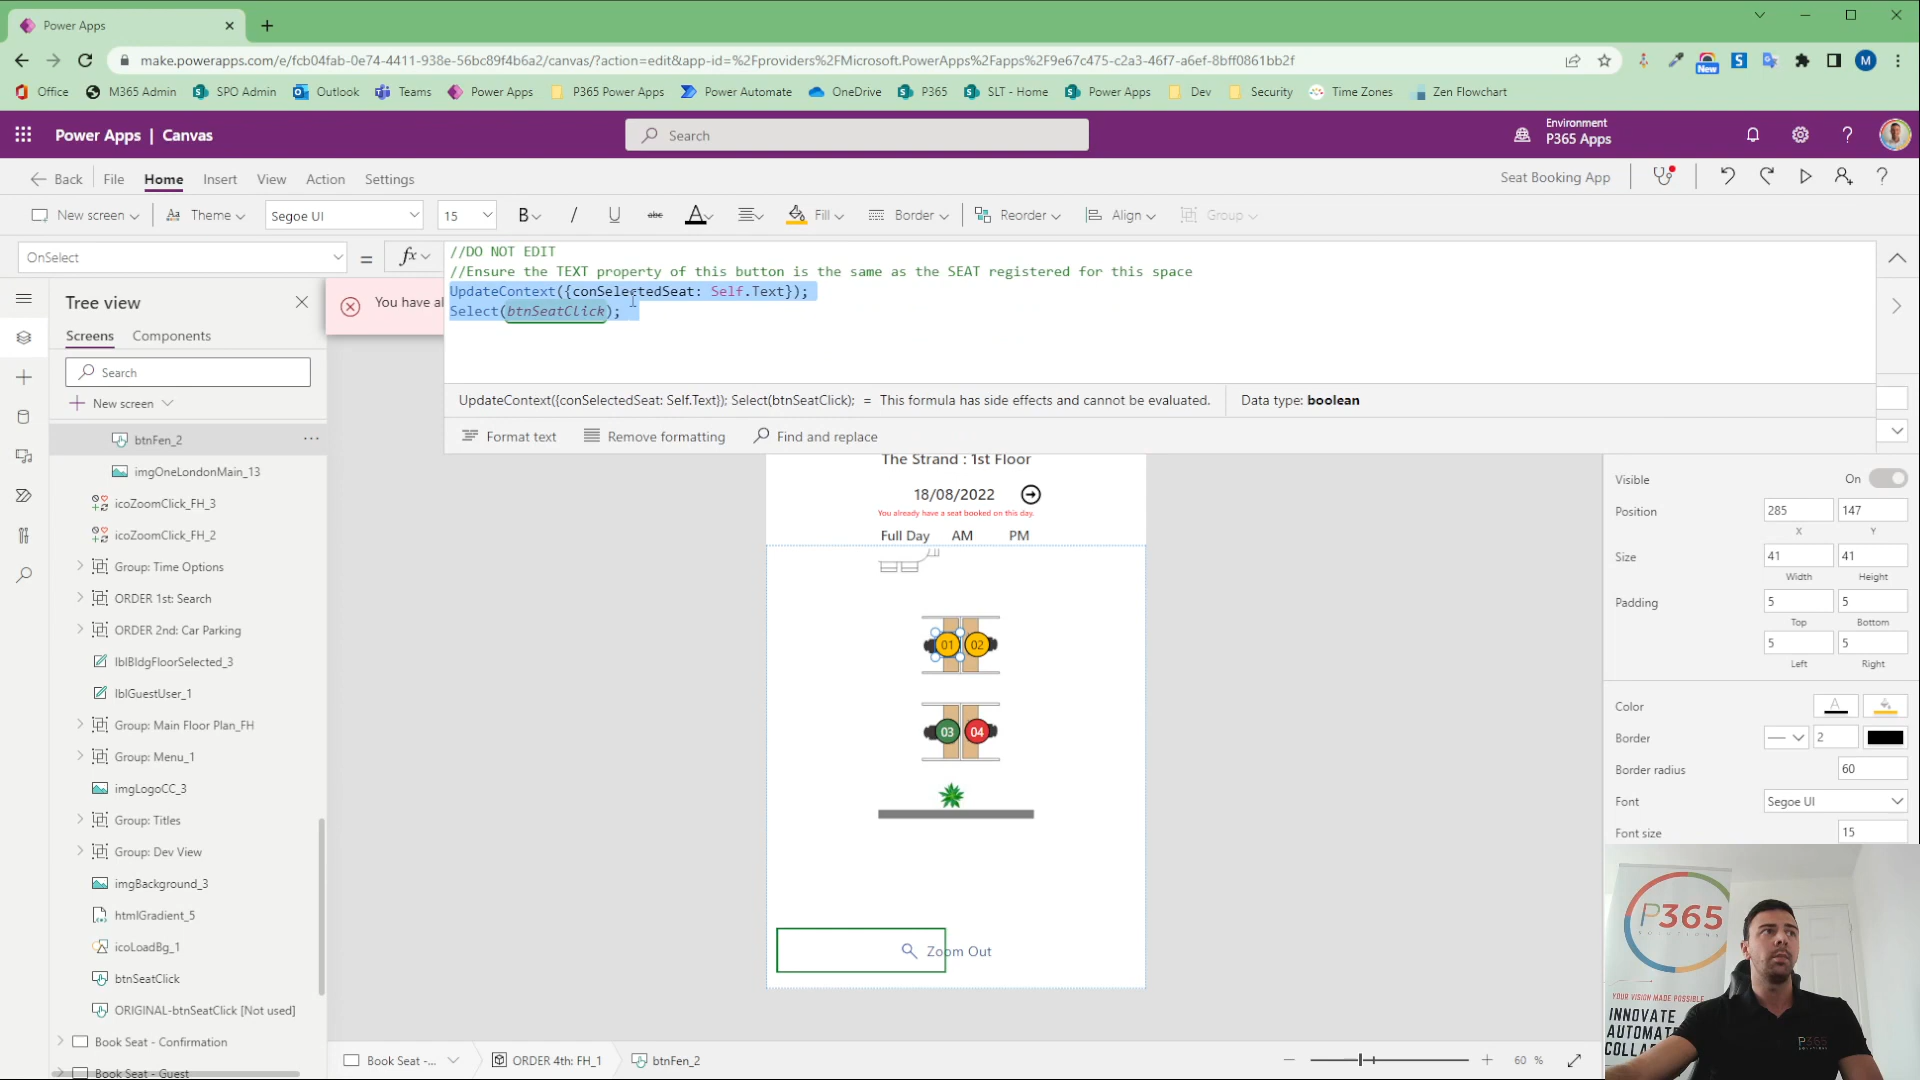 Power Apps
make.powerapps.com/e/fcb04fab-0e74-4411-938e-56bc89f4b6a2/canvas/?action=edit&app-id=%2Fproviders%2FMicrosoft.PowerApps%2Fapps%2F9e67c475-c2a3-46f7-a6ef-8bff0861bb2f
New
M
Office
M365 Admin
SPO Admin
Outlook
Teams
Power Apps
P365 Power Apps
Power Automate
OneDrive
P365
SLT - Home
Power Apps
Dev
Security
Time Zones
Zen Flowchart
Power Apps | Canvas
Search
Environment
P365 Apps
Back
File
Home
Insert
View
Action
Settings
Seat Booking App
New screen
Theme
Segoe UI
15
B
abc
Fill
Border
Reorder
Align
Group
OnSelect
=
fx
//DO NOT EDIT
//Ensure the TEXT property of this button is the same as the SEAT registered for this space
UpdateContext({conSelectedSeat: Self.Text});
Select(btnSeatClick);
UpdateContext({conSelectedSeat: Self.Text}); Select(btnSeatClick); = This formula has side effects and cannot be evaluated.
Data type: boolean
Format text
Remove formatting
Find and replace
Tree view
You have al
Screens
Components
Search
New screen
btnFen_2
imgOneLondonMain_13
icoZoomClick_FH_3
icoZoomClick_FH_2
Group: Time Options
ORDER 1st: Search
ORDER 2nd: Car Parking
lblBldgFloorSelected_3
lblGuestUser_1
Group: Main Floor Plan_FH
Group: Menu_1
imgLogoCC_3
Group: Titles
Group: Dev View
imgBackground_3
htmlGradient_5
icoLoadBg_1
btnSeatClick
ORIGINAL-btnSeatClick [Not used]
Book Seat - Confirmation
Book Seat - Guest
The Strand : 1st Floor
18/08/2022
You already have a seat booked on this day.
Full Day
AM
PM
01
02
03
04
Zoom Out
Visible
On
Position
285
147
X
Y
Size
41
41
Width
Height
Padding
5
5
Top
Bottom
5
5
Left
Right
Color
A
Border
2
Border radius
60
Font
Segoe UI
Font size
15
P365
SOLUTIONS
YOUR VISION MADE POSSIBLE
INNOVATE
AUTOMAT
COLLA
P365
Book Seat -...
ORDER 4th: FH_1
btnFen_2
60 %